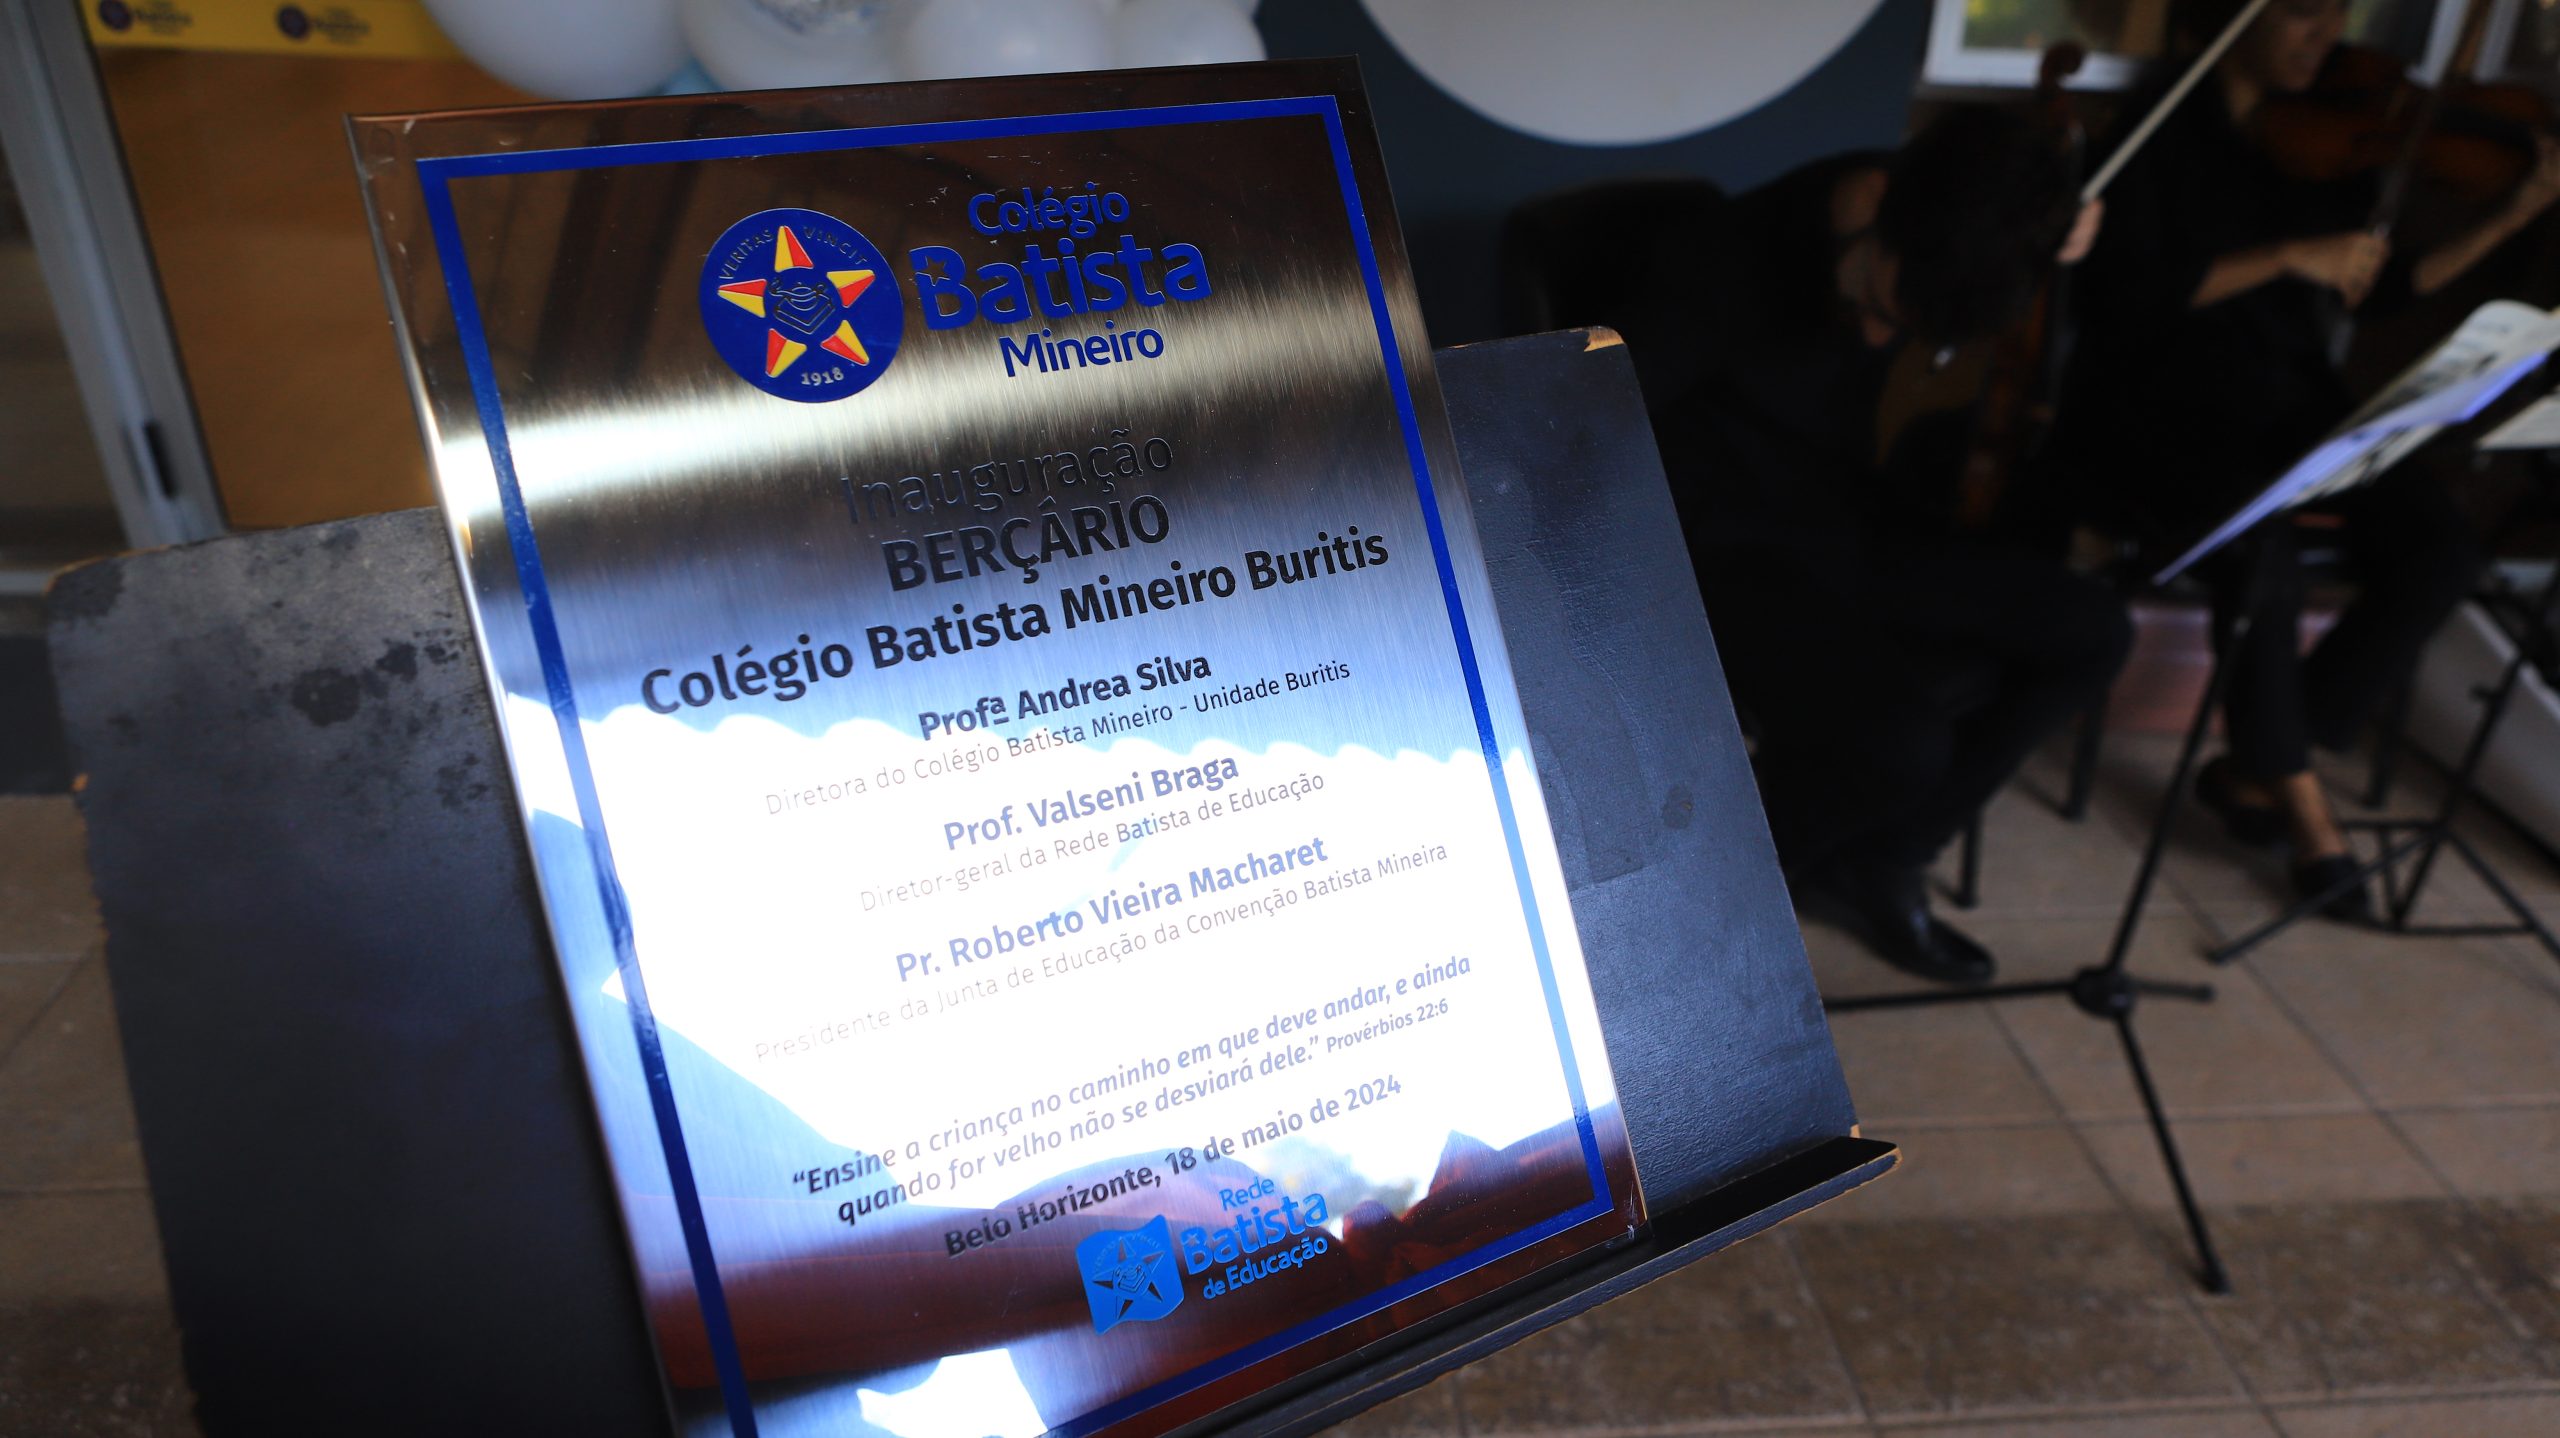 VERITAS VINCIT
1918
Colégio
Batista
Mineiro
Inauguração
BERÇÁRIO
Colégio Batista Mineiro Buritis
Profª Andrea Silva
Diretora do Colégio Batista Mineiro - Unidade Buritis
Prof. Valseni Braga
Diretor-geral da Rede Batista de Educação
Pr. Roberto Vieira Macharet
Presidente da Junta de Educação da Convenção Batista Mineira
“Ensine a criança no caminho em que deve andar, e ainda
quando for velho não se desviará dele.” Provérbios 22:6
Belo Horizonte, 18 de maio de 2024
Rede
Batista
de Educação